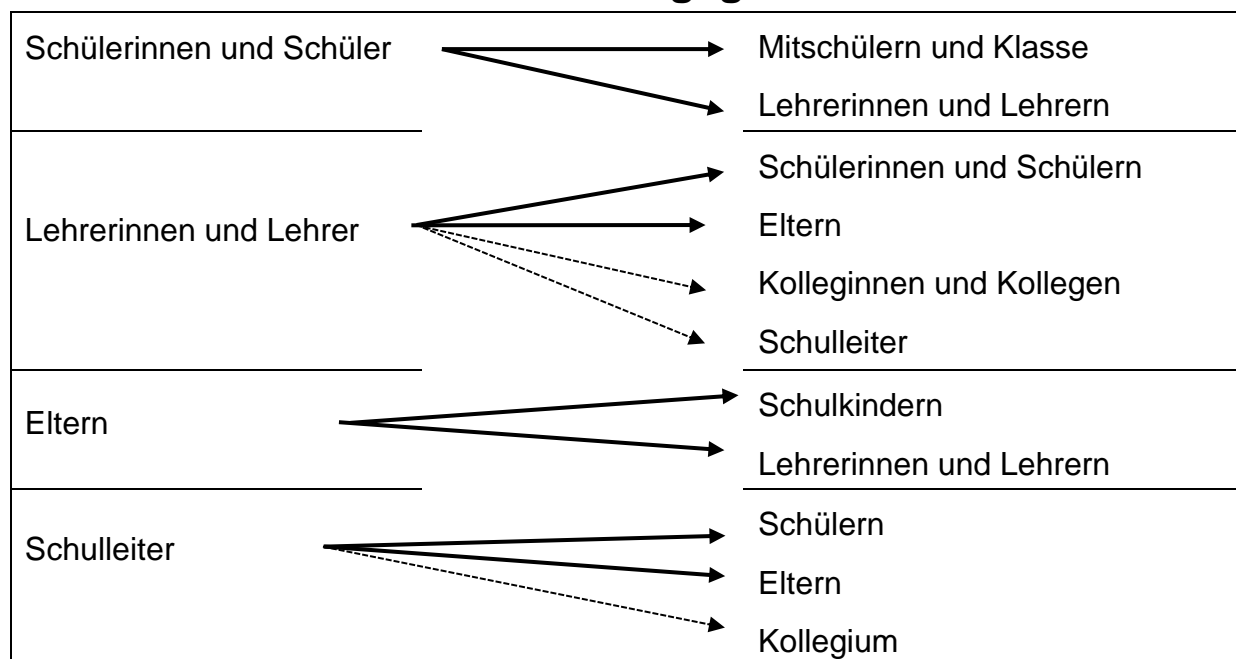 Schülerinnen und Schüler
Mitschülern und Klasse
Lehrerinnen und Lehrern
Lehrerinnen und Lehrer
Schülerinnen und Schülern
Eltern
Kolleginnen und Kollegen
Schulleiter
Eltern
Schulkindern
Lehrerinnen und Lehrern
Schulleiter
Schülern
Eltern
Kollegium